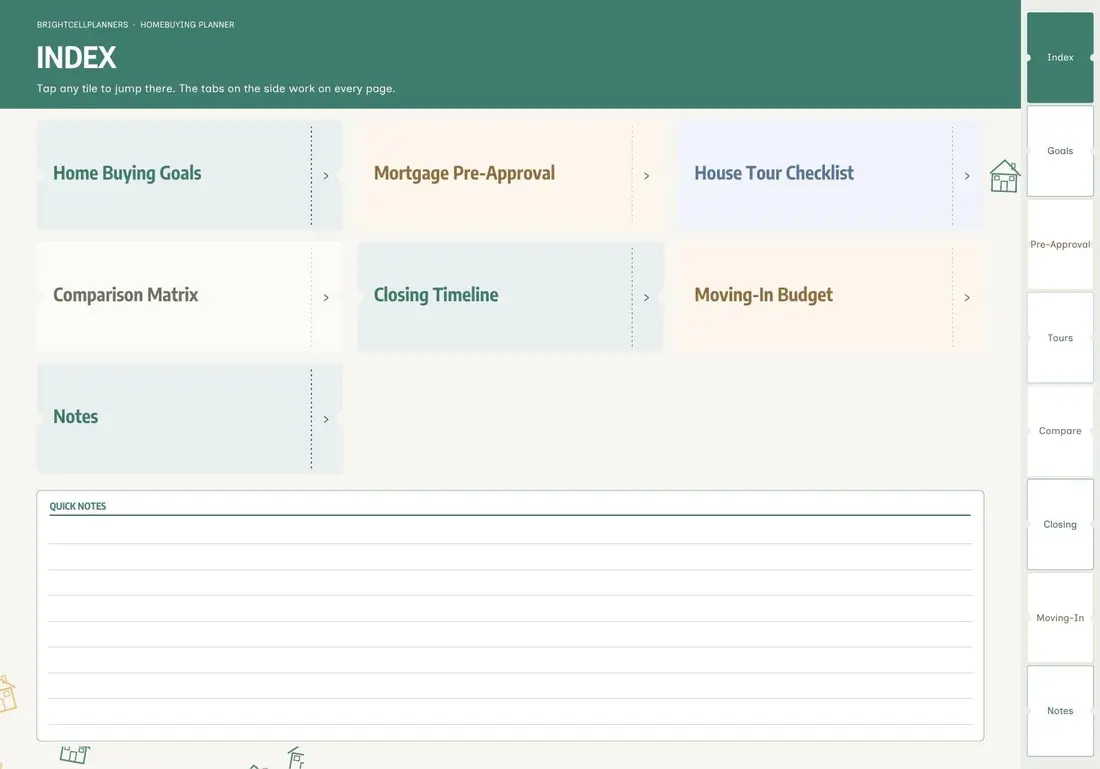 BRIGHTCELLPLANNERS · HOMEBUYING PLANNER
INDEX
Tap any tile to jump there. The tabs on the side work on every page.
Home Buying Goals >
Mortgage Pre-Approval >
House Tour Checklist >
Comparison Matrix >
Closing Timeline >
Moving-In Budget >
Notes >
QUICK NOTES
Index
Goals
Pre-Approval
Tours
Compare
Closing
Moving-In
Notes